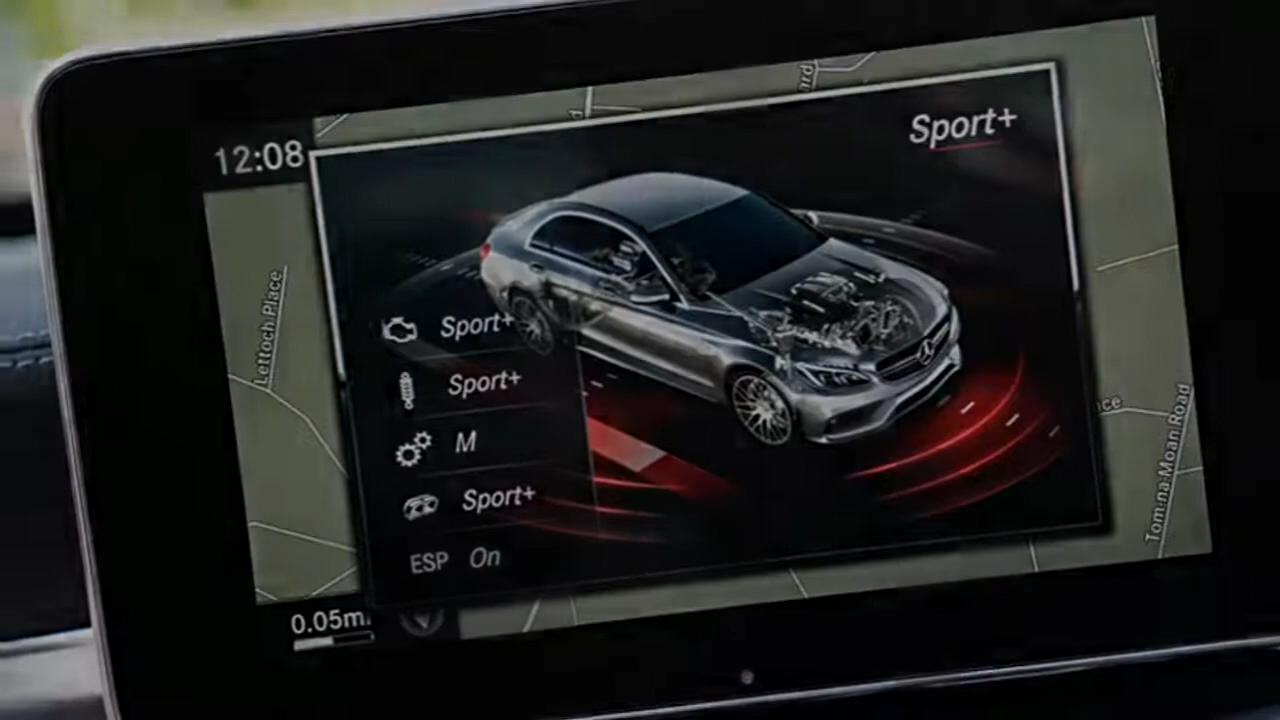 12:08
Sport+
Sport+
Sport+
M
Sport+
ESP On
Lettoch Place
Tom-na-Moan Road
0.05mi